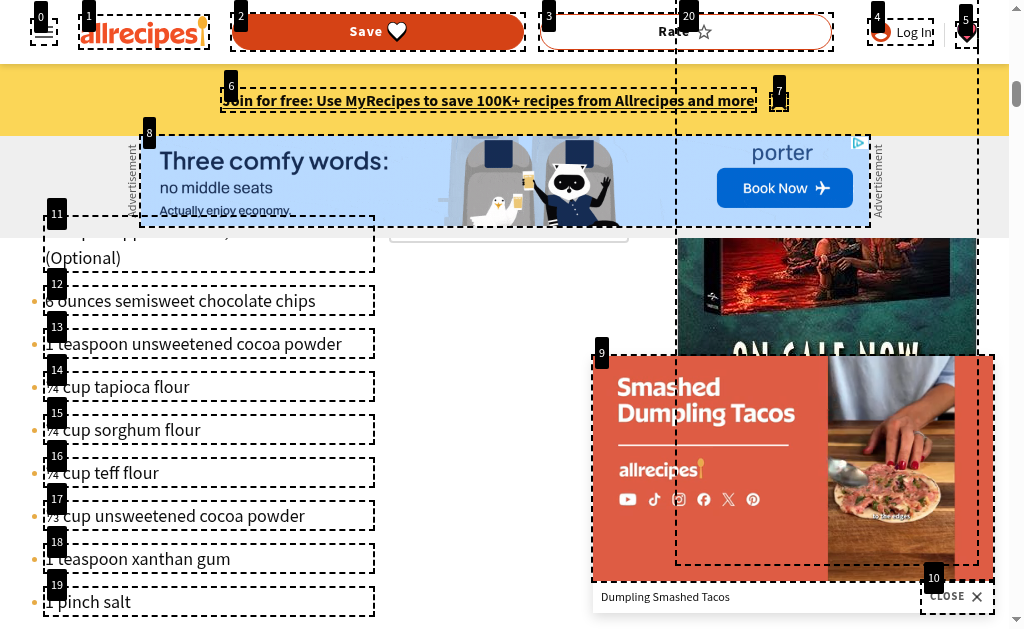 0
1
allrecipes
2
Save
3
20
Rate
4
Log In
5
6
Join for free: Use MyRecipes to save 100K+ recipes from Allrecipes and more
7
8
Advertisement
Three comfy words:
no middle seats
Actually enjoy economy.
porter
Book Now
Advertisement
11
(Optional)
12
6 ounces semisweet chocolate chips
13
1 teaspoon unsweetened cocoa powder
14
¼ cup tapioca flour
15
¼ cup sorghum flour
16
¼ cup teff flour
17
⅓ cup unsweetened cocoa powder
18
1 teaspoon xanthan gum
19
1 pinch salt
ON SALE NOW
9
Smashed
Dumpling Tacos
allrecipes
to the edges
Dumpling Smashed Tacos
10
CLOSE